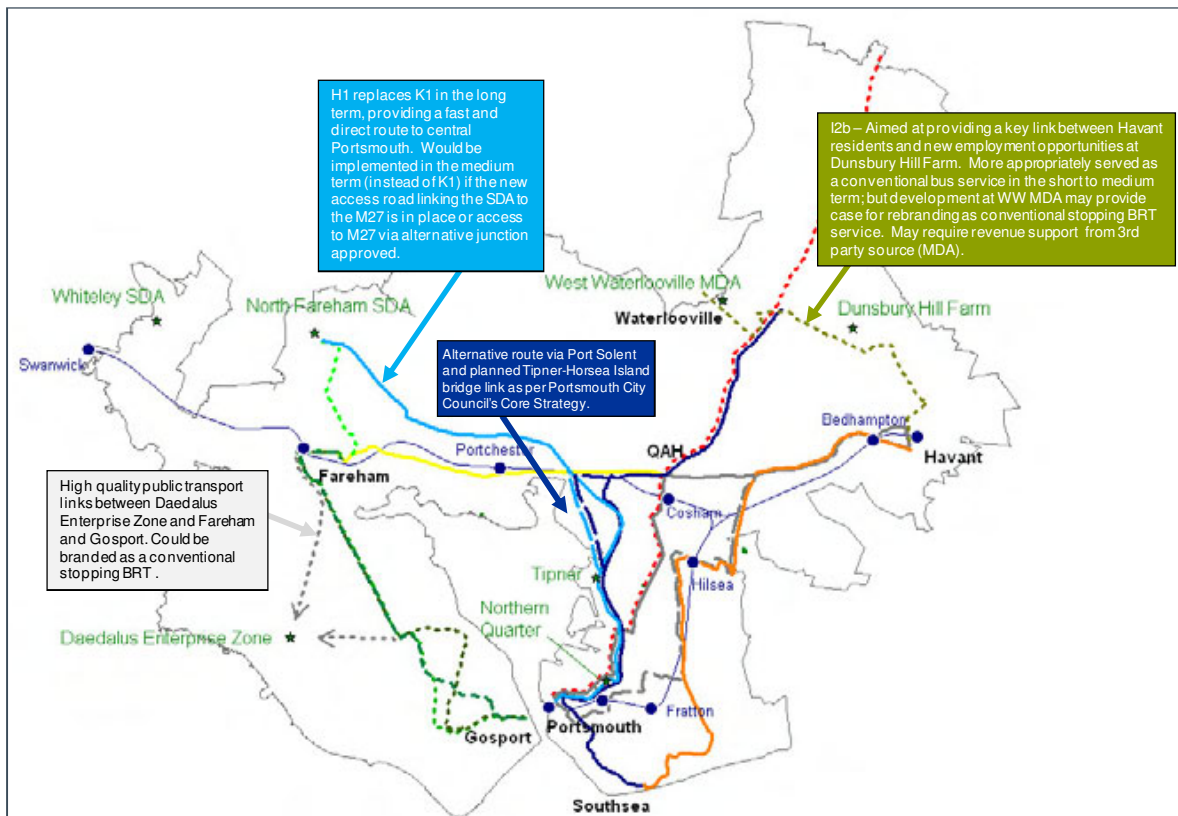 H1 replaces K1 in the long
term, providing a fast and
direct route to central
Portsmouth. Would be
implemented in the medium
term (instead of K1) if the new
access road linking the SDA to
the M27 is in place or access
to M27 via alternative junction
approved.
I2b – Aimed at providing a key link between Havant
residents and new employment opportunities at
Dunsbury Hill Farm. More appropriately served as
a conventional bus service in the short to medium
term; but development at WW MDA may provide
case for rebranding as conventional stopping BRT
service. May require revenue support from 3rd
party source (MDA).
West Waterlooville MDA
Whiteley SDA
North Fareham SDA
Waterlooville
Dunsbury Hill Farm
Swanwick
Alternative route via Port Solent
and planned Tipner-Horsea Island
bridge link as per Portsmouth City
Council's Core Strategy.
Bedhampton
Portchester
QAH
Havant
Fareham
High quality public transport
links between Daedalus
Enterprise Zone and Fareham
and Gosport. Could be
branded as a conventional
stopping BRT .
Cosham
Tipner
Hilsea
Northern
Quarter
Daedalus Enterprise Zone
Fratton
Portsmouth
Gosport
Southsea